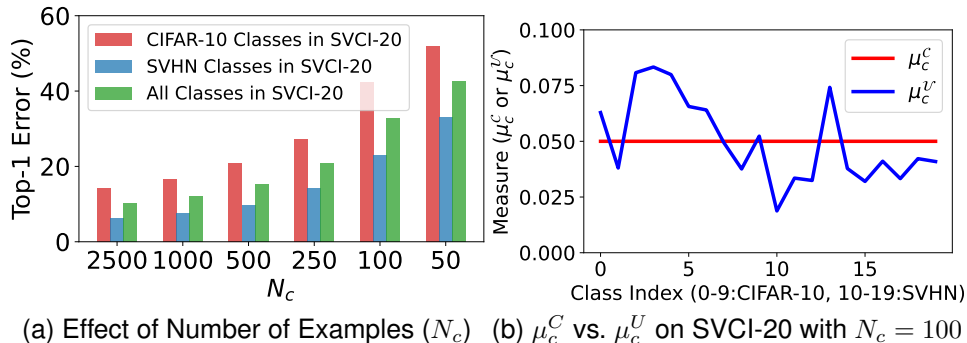 60
40
20
0
Top-1 Error (%)
CIFAR-10 Classes in SVCI-20
SVHN Classes in SVCI-20
All Classes in SVCI-20
2500 1000 500 250 100 50
N_c
(a) Effect of Number of Examples (N_c)
0.100
0.075
0.050
0.025
0.000
Measure (μ_c^C or μ_c^U)
μ_c^C
μ_c^U
0 5 10 15
Class Index (0-9:CIFAR-10, 10-19:SVHN)
(b) μ_c^C vs. μ_c^U on SVCI-20 with N_c = 100